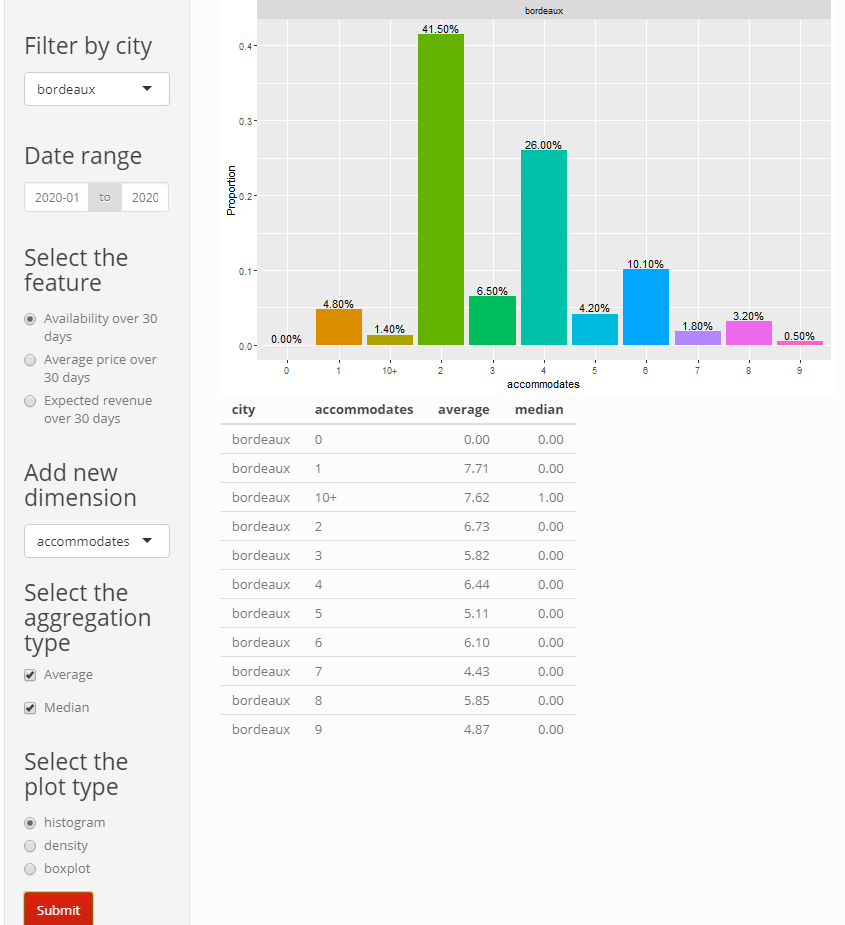 Filter by city
bordeaux
Date range
2020-01 to 2020
Select the
feature
Availability over 30
days
Average price over
30 days
Expected revenue
over 30 days
Add new
dimension
accommodates
Select the
aggregation
type
Average
Median
Select the
plot type
histogram
density
boxplot
Submit
bordeaux
Proportion
0.4
0.3
0.2
0.1
0.0
0.00% 4.80% 1.40% 41.50% 6.50% 26.00% 4.20% 10.10% 1.80% 3.20% 0.50%
0 1 10+ 2 3 4 5 6 7 8 9
accommodates
city accommodates average median
bordeaux 0 0.00 0.00
bordeaux 1 7.71 0.00
bordeaux 10+ 7.62 1.00
bordeaux 2 6.73 0.00
bordeaux 3 5.82 0.00
bordeaux 4 6.44 0.00
bordeaux 5 5.11 0.00
bordeaux 6 6.10 0.00
bordeaux 7 4.43 0.00
bordeaux 8 5.85 0.00
bordeaux 9 4.87 0.00